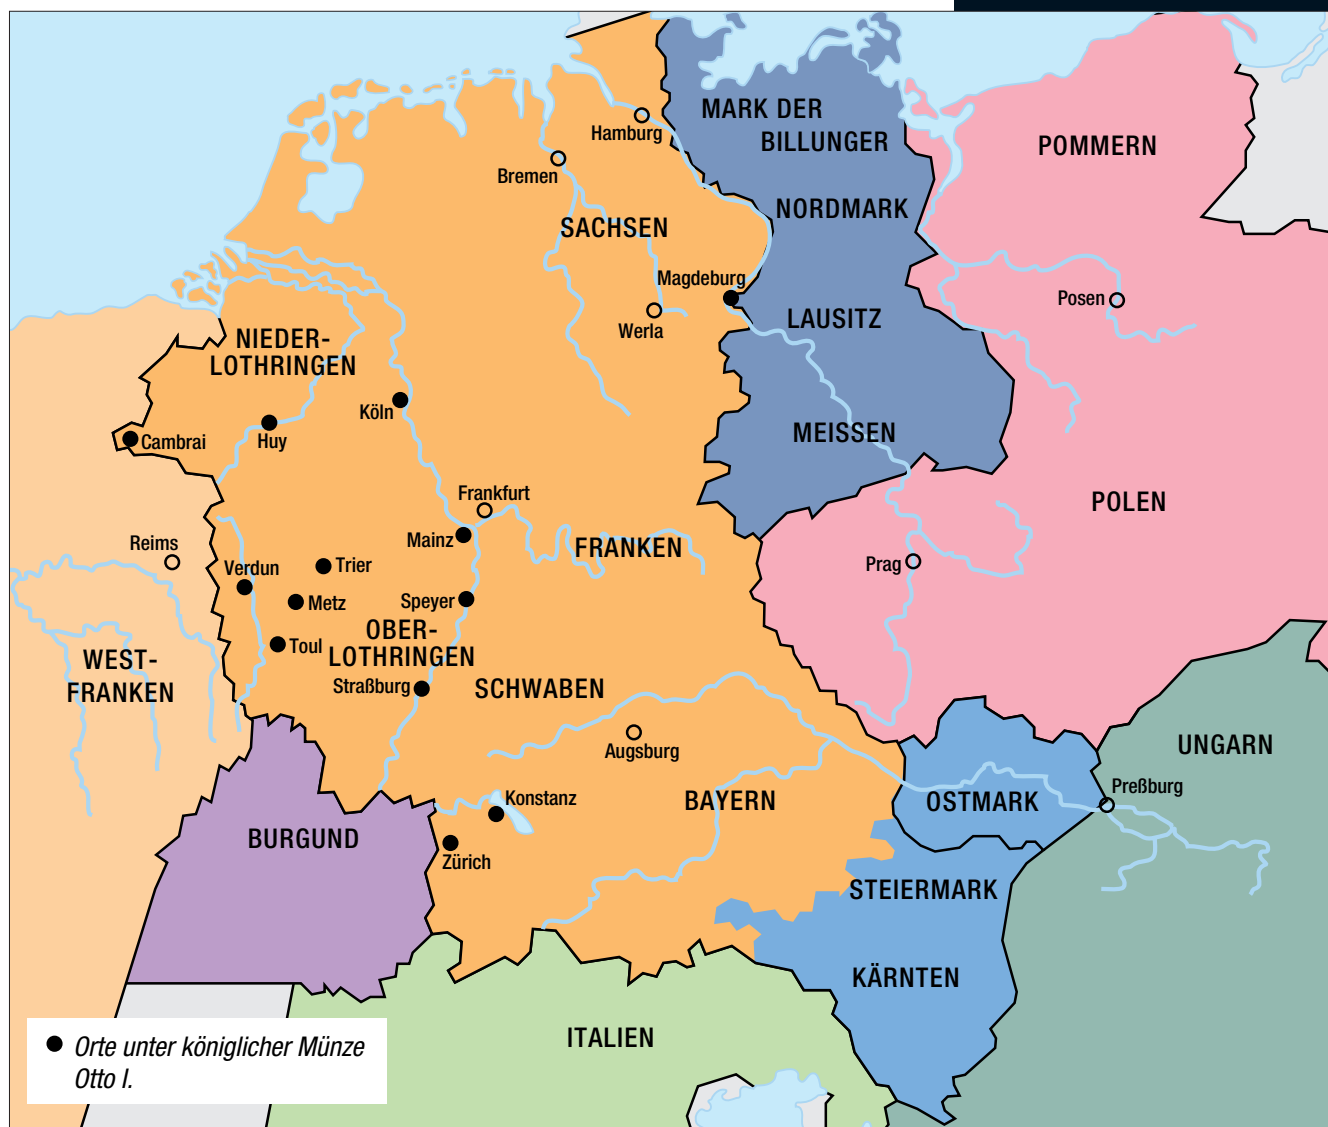 MARK DER
BILLUNGER
Hamburg
POMMERN
Bremen
NORDMARK
SACHSEN
Magdeburg
Posen
Werla
LAUSITZ
NIEDER-
LOTHRINGEN
Köln
Cambrai
Huy
MEISSEN
Frankfurt
POLEN
Reims
Mainz
FRANKEN
Verdun
Trier
Prag
Metz
Speyer
OBER-
LOTHRINGEN
Toul
WEST-
FRANKEN
Straßburg
SCHWABEN
Augsburg
UNGARN
Preßburg
Konstanz
BAYERN
OSTMARK
BURGUND
Zürich
STEIERMARK
KÄRNTEN
ITALIEN
Orte unter königlicher Münze
Otto I.